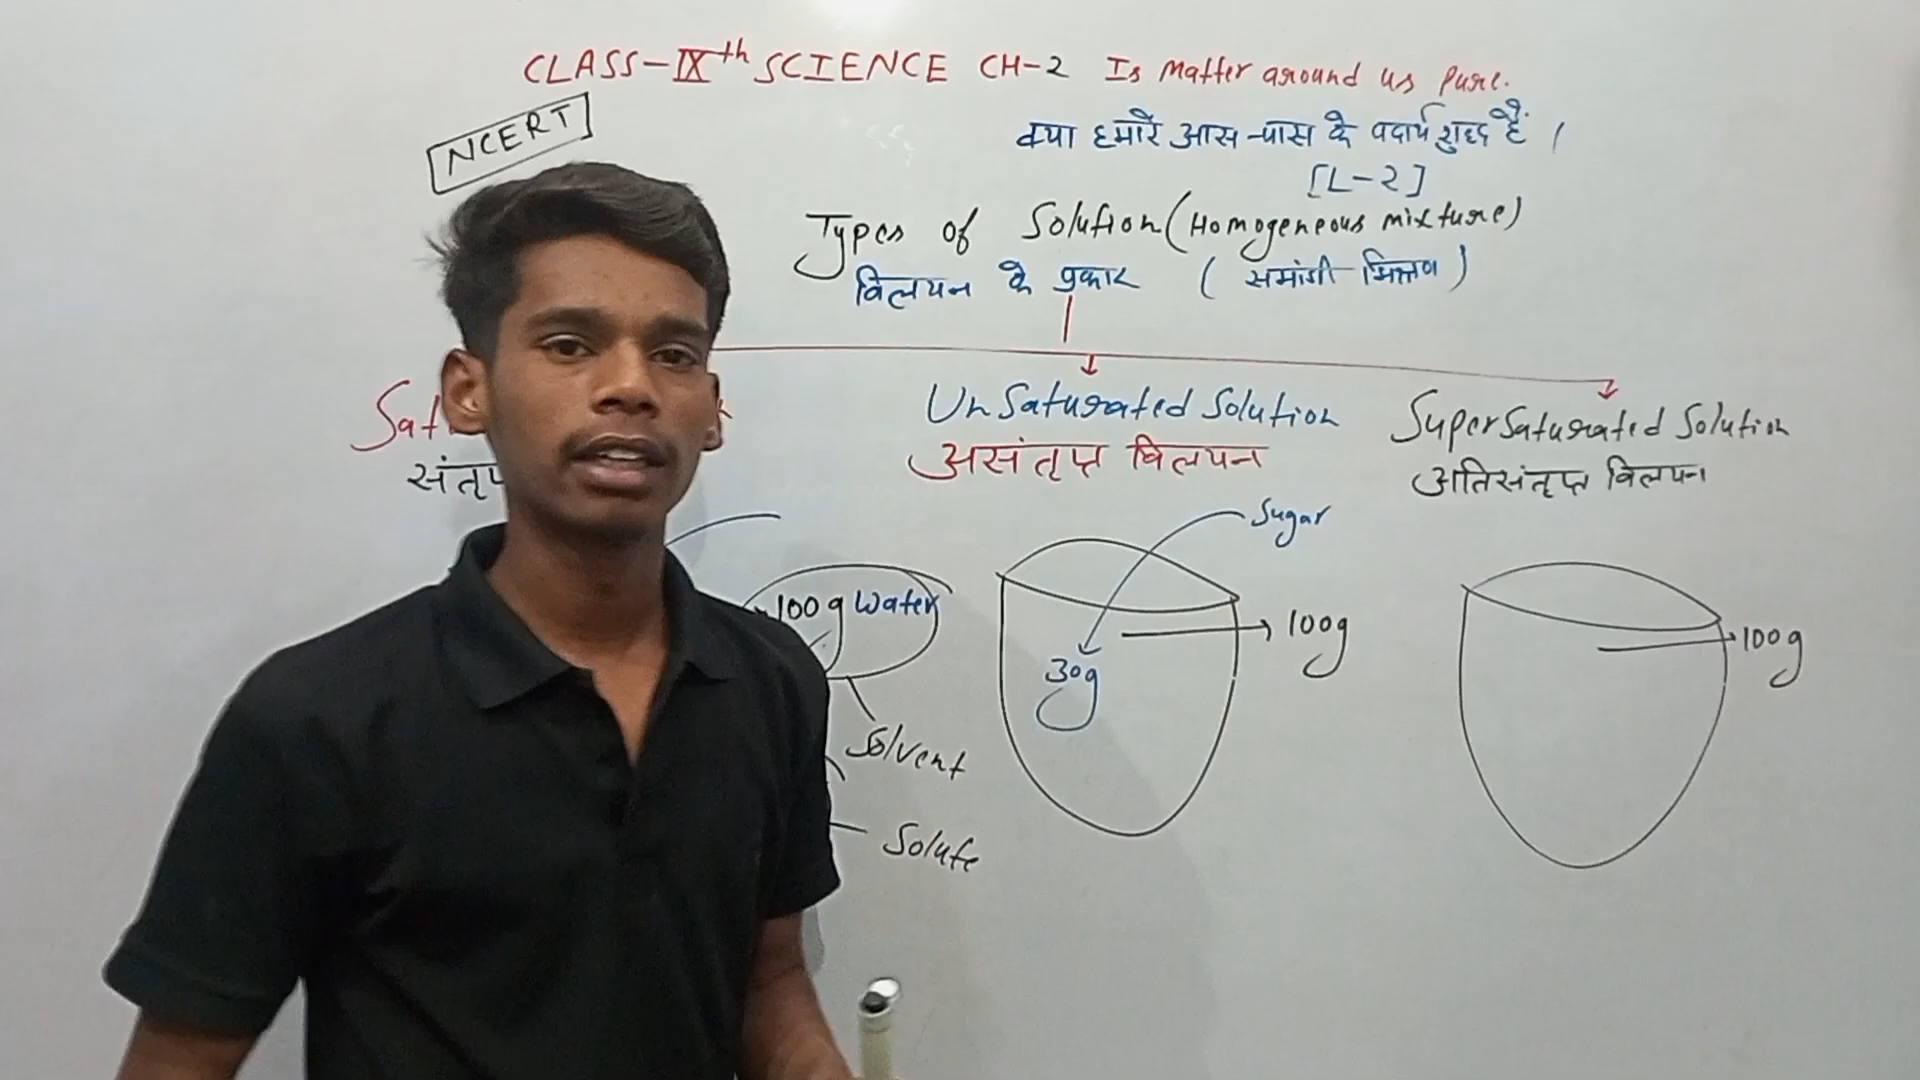 CLASS-IXth SCIENCE CH-2 Is Matter around us Pure.
NCERT
क्या हमारे आस-पास के पदार्थ शुद्ध हैं।
[L-2]
Types of Solution (Homogeneous mixture)
विलयन के प्रकार (समांगी मिश्रण)
UnSaturated Solution
SuperSaturated Solution
असंतृप्त विलयन
अतिसंतृप्त विलयन
Sugar
100g Water
100g
100g
30g
Solvent
Solute